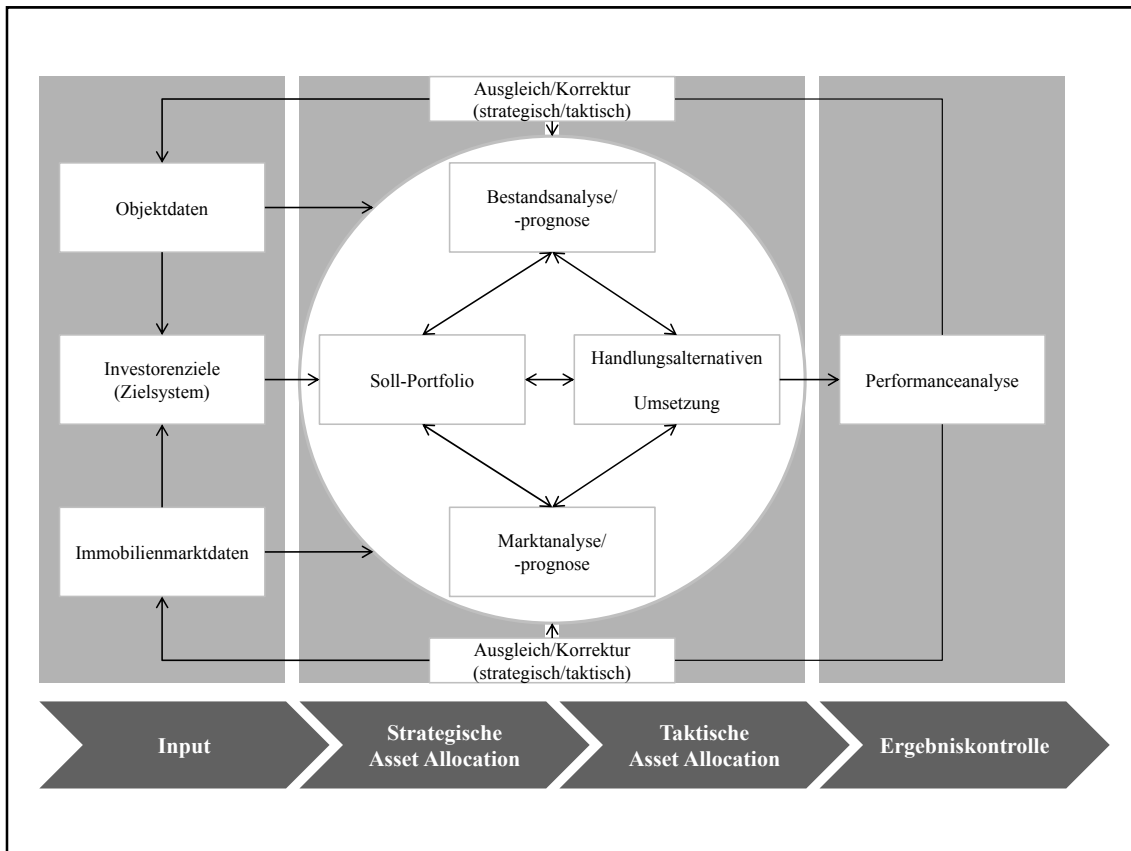 Ausgleich/Korrektur
(strategisch/taktisch)
Objektdaten
Bestandsanalyse/
-prognose
Investorenziele
(Zielsystem)
Soll-Portfolio
Handlungsalternativen
Umsetzung
Performanceanalyse
Immobilienmarktdaten
Marktanalyse/
-prognose
Ausgleich/Korrektur
(strategisch/taktisch)
Input
Strategische
Asset Allocation
Taktische
Asset Allocation
Ergebniskontrolle